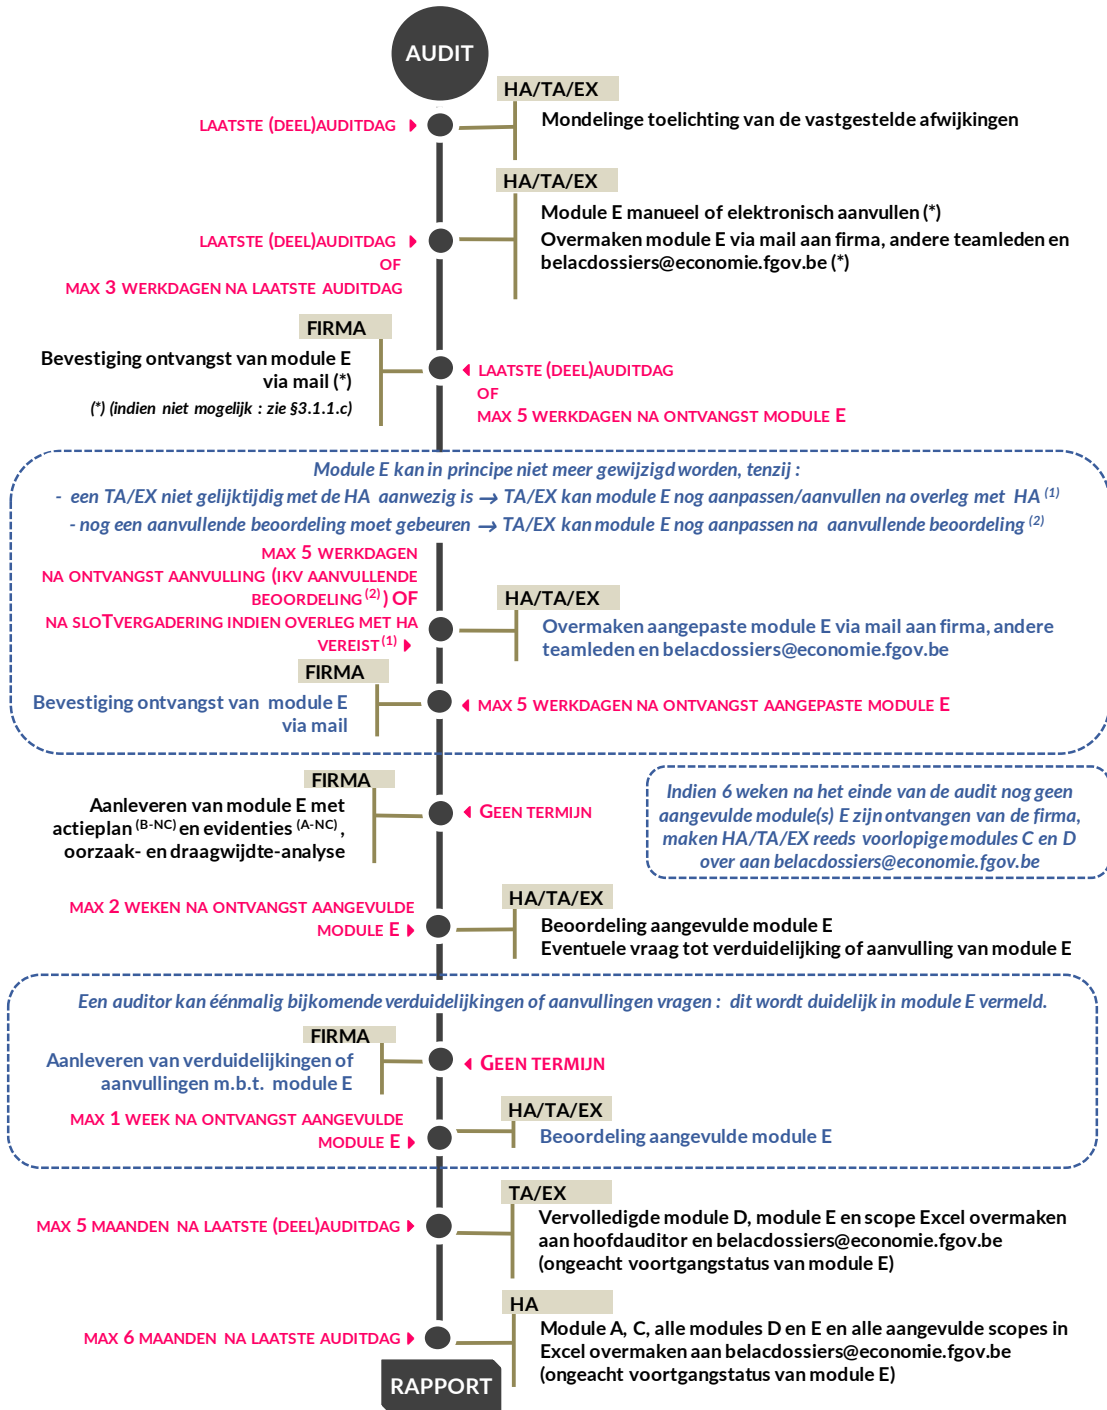 AUDIT
HA/TA/EX
LAATSTE (DEEL)AUDITDAG
Mondelinge toelichting van de vastgestelde afwijkingen
HA/TA/EX
Module E manueel of elektronisch aanvullen (*)
LAATSTE (DEEL)AUDITDAG
OF
MAX 3 WERKDAGEN NA LAATSTE AUDITDAG
Overmaken module E via mail aan firma, andere teamleden en
belacdossiers@economie.fgov.be (*)
FIRMA
Bevestiging ontvangst van module E
via mail (*)
(*) (indien niet mogelijk : zie §3.1.1.c)
LAATSTE (DEEL)AUDITDAG
OF
MAX 5 WERKDAGEN NA ONTVANGST MODULE E
Module E kan in principe niet meer gewijzigd worden, tenzij :
- een TA/EX niet gelijktijdig met de HA aanwezig is → TA/EX kan module E nog aanpassen/aanvullen na overleg met HA (1)
- nog een aanvullende beoordeling moet gebeuren → TA/EX kan module E nog aanpassen na aanvullende beoordeling (2)
MAX 5 WERKDAGEN
NA ONTVANGST AANVULLING (IKV AANVULLENDE
BEOORDELING (2) ) OF
NA SLOTVERGADERING INDIEN OVERLEG MET HA
VEREIST (1)
HA/TA/EX
Overmaken aangepaste module E via mail aan firma, andere
teamleden en belacdossiers@economie.fgov.be
FIRMA
Bevestiging ontvangst van module E
via mail
MAX 5 WERKDAGEN NA ONTVANGST AANGEPASTE MODULE E
FIRMA
Aanleveren van module E met
actieplan (B-NC) en evidenties (A-NC) ,
oorzaak- en draagwijdte-analyse
GEEN TERMIJN
Indien 6 weken na het einde van de audit nog geen
aangevulde module(s) E zijn ontvangen van de firma,
maken HA/TA/EX reeds voorlopige modules C en D
over aan belacdossiers@economie.fgov.be
MAX 2 WEKEN NA ONTVANGST AANGEVULDE
MODULE E
HA/TA/EX
Beoordeling aangevulde module E
Eventuele vraag tot verduidelijking of aanvulling van module E
Een auditor kan éénmalig bijkomende verduidelijkingen of aanvullingen vragen : dit wordt duidelijk in module E vermeld.
FIRMA
Aanleveren van verduidelijkingen of
aanvullingen m.b.t. module E
GEEN TERMIJN
MAX 1 WEEK NA ONTVANGST AANGEVULDE
MODULE E
HA/TA/EX
Beoordeling aangevulde module E
TA/EX
MAX 5 MAANDEN NA LAATSTE (DEEL)AUDITDAG
Vervolledigde module D, module E en scope Excel overmaken
aan hoofdauditor en belacdossiers@economie.fgov.be
(ongeacht voortgangstatus van module E)
HA
MAX 6 MAANDEN NA LAATSTE AUDITDAG
Module A, C, alle modules D en E en alle aangevulde scopes in
Excel overmaken aan belacdossiers@economie.fgov.be
(ongeacht voortgangstatus van module E)
RAPPORT